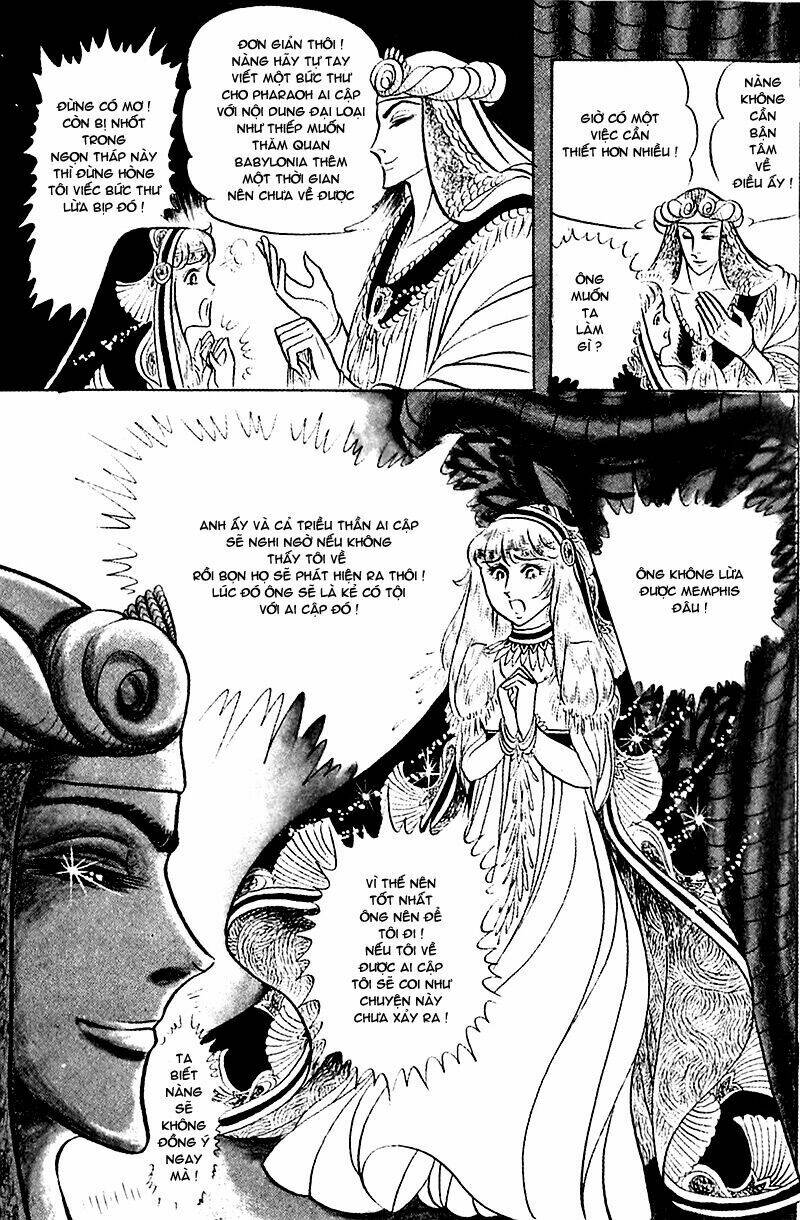 NÀNG
KHÔNG
CẦN
BẬN
TÂM
VỀ
ĐIỀU ẤY !
GIỜ CÓ MỘT
VIỆC CẦN
THIẾT HƠN NHIỀU !
ÔNG
MUỐN
TA
LÀM
GÌ ?
ĐƠN GIẢN THÔI !
NÀNG HÃY TỰ TAY
VIẾT MỘT BỨC THƯ
CHO PHARAOH AI CẬP
VỚI NỘI DUNG ĐẠI LOẠI
NHƯ THIẾP MUỐN
THĂM QUAN
BABYLONIA THÊM
MỘT THỜI GIAN
NÊN CHƯA VỀ ĐƯỢC
ĐỪNG CÓ MƠ !
CÒN BỊ NHỐT
TRONG
NGỌN THÁP NÀY
THÌ ĐỪNG HÒNG
TÔI VIẾC BỨC THƯ
LỪA BỊP ĐÓ !
ÔNG KHÔNG LỪA
ĐƯỢC MEMPHIS
ĐÂU !
ANH ẤY VÀ CẢ TRIỀU THẦN AI CẬP
SẼ NGHI NGỜ NẾU KHÔNG
THẤY TÔI VỀ
RỒI BỌN HỌ SẼ PHÁT HIỆN RA THÔI !
LÚC ĐÓ ÔNG SẼ LÀ KẺ CÓ TỘI
VỚI AI CẬP ĐÓ !
VÌ THẾ NÊN
TỐT NHẤT
ÔNG NÊN ĐỂ
TÔI ĐI !
NẾU TÔI VỀ
ĐƯỢC AI CẬP
TÔI SẼ COI NHƯ
CHUYỆN NÀY
CHƯA XẢY RA !
TA
BIẾT
NÀNG
SẼ
KHÔNG
ĐỒNG Ý
NGAY
MÀ !